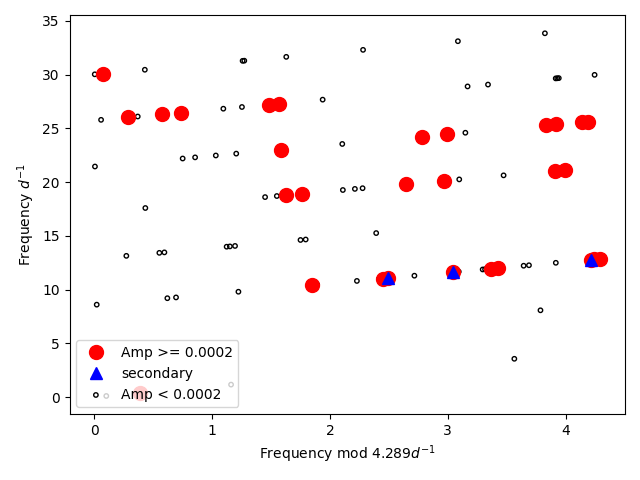 35
30
25
20
15
10
5
0
Frequency $d^{-1}$
Amp >= 0.0002
secondary
Amp < 0.0002
0 1 2 3 4
Frequency mod 4.289$d^{-1}$